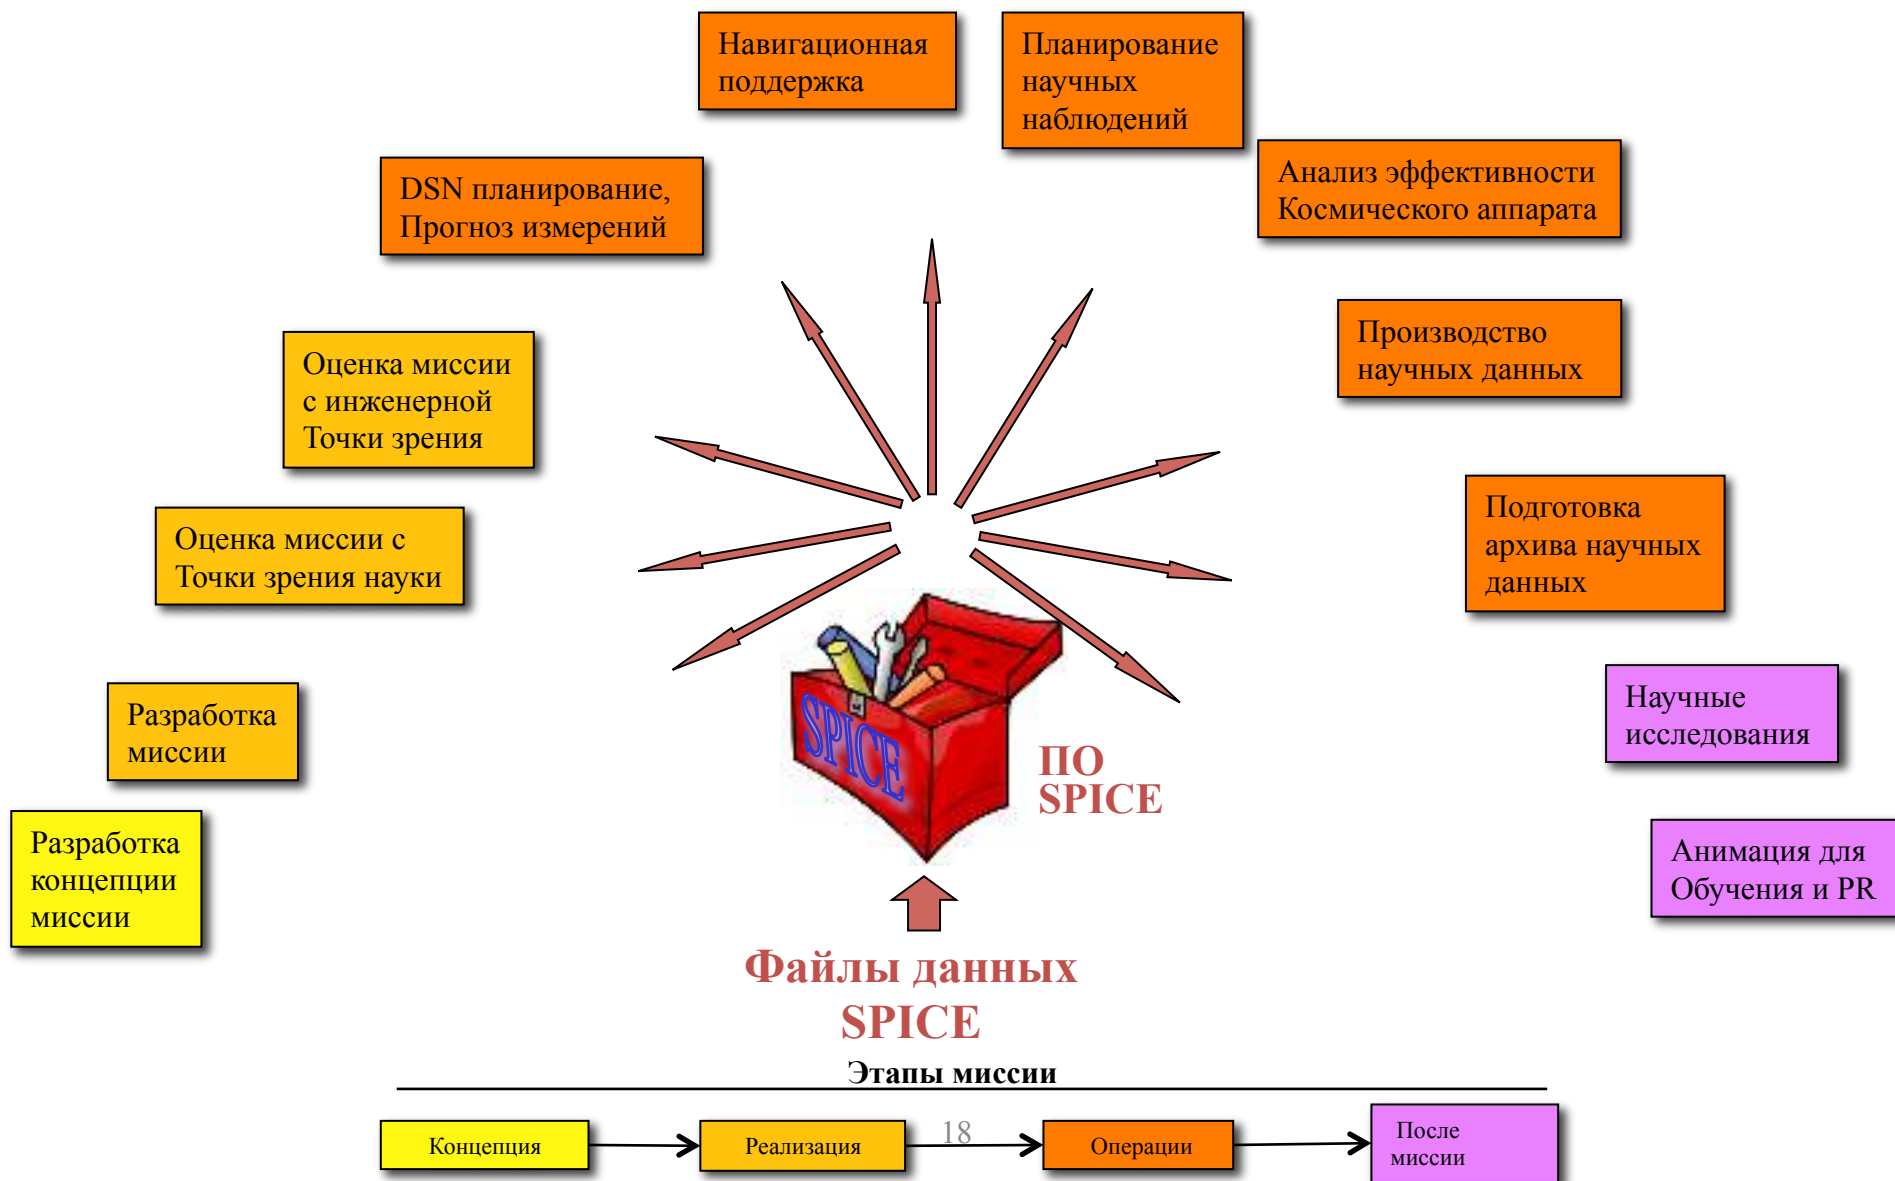 Навигационная
поддержка
Планирование
научных
наблюдений
DSN планирование,
Прогноз измерений
Анализ эффективности
Космического аппарата
Оценка миссии
с инженерной
Точки зрения
Производство
научных данных
Оценка миссии с
Точки зрения науки
Подготовка
архива научных
данных
Разработка
миссии
Научные
исследования
Разработка
концепции
миссии
Анимация для
Обучения и PR
SPICE
ПО
SPICE
Файлы данных
SPICE
Этапы миссии
Концепция
Реализация
18
Операции
После
миссии